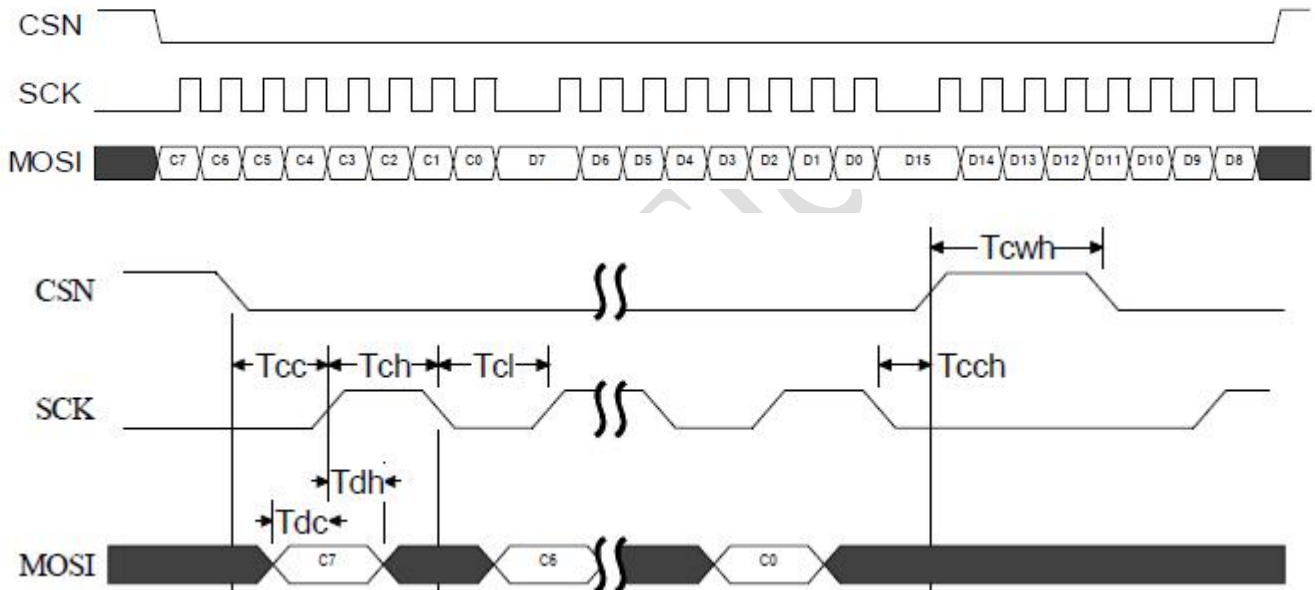 CSN
SCK
MOSI C7 C6 C5 C4 C3 C2 C1 C0 D7 D6 D5 D4 D3 D2 D1 D0 D15 D14 D13 D12 D11 D10 D9 D8
Tcwh
CSN
Tcc Tch Tcl Tcch
SCK
Tdh
Tdc
MOSI C7 C6 C0